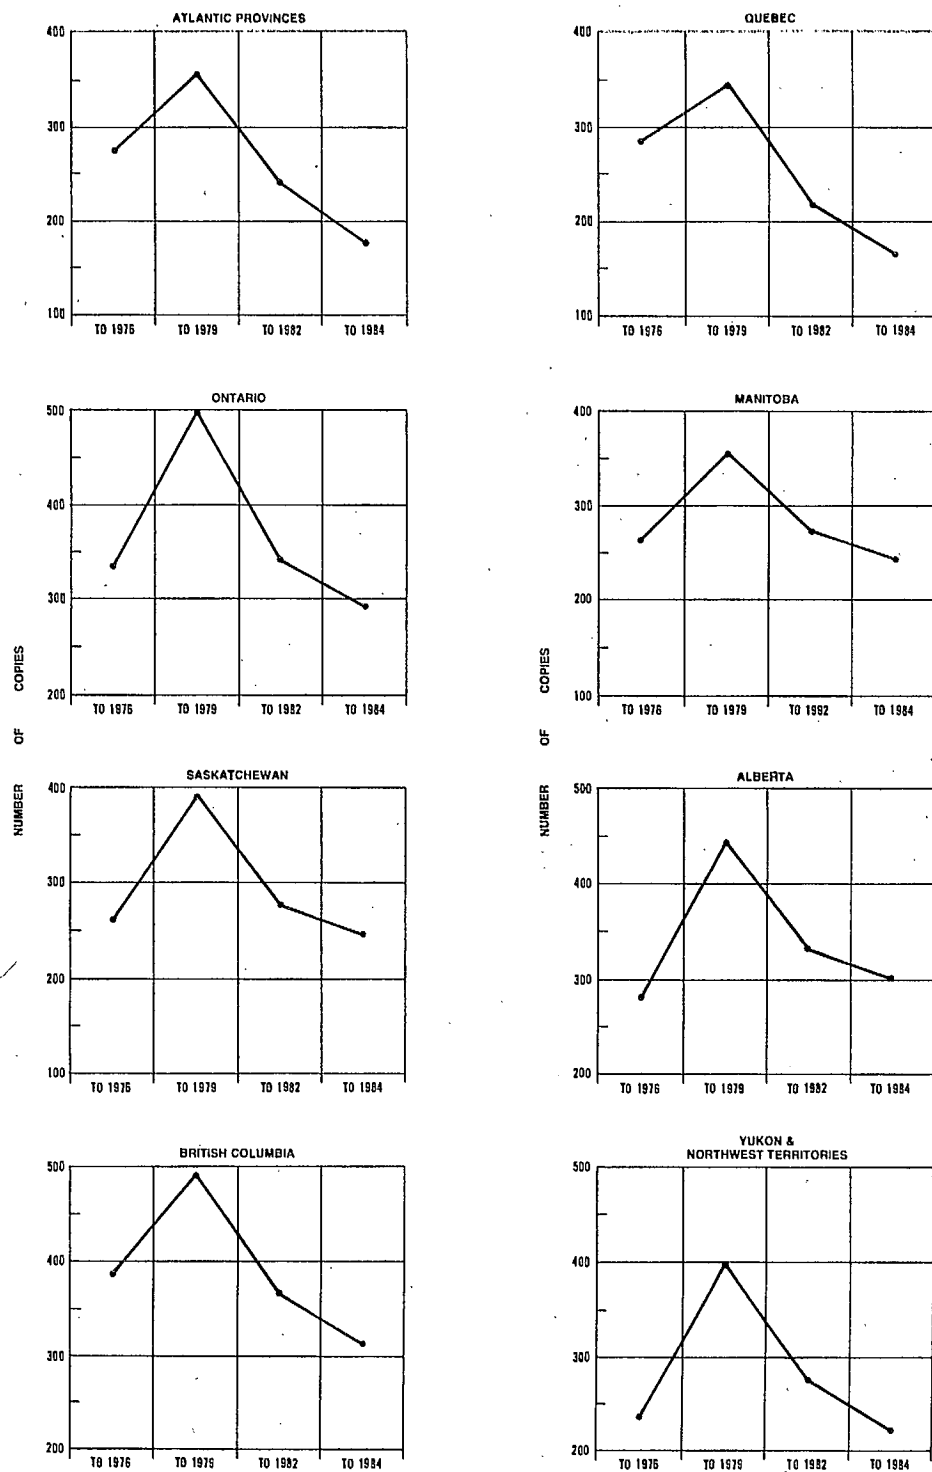 ATLANTIC PROVINCES
400
300
200
100
TO 1976 TO 1979 TO 1982 TO 1984
QUEBEC
400
300
200
100
TO 1976 TO 1979 TO 1982 TO 1984
ONTARIO
500
400
300
200
TO 1976 TO 1979 TO 1982 TO 1984
MANITOBA
400
300
200
100
TO 1976 TO 1979 TO 1992 TO 1984
NUMBER OF COPIES
NUMBER OF COPIES
SASKATCHEWAN
400
300
200
100
TO 1976 TO 1979 TO 1982 TO 1984
ALBERTA
500
400
300
200
TO 1976 TO 1979 TO 1982 TO 1984
BRITISH COLUMBIA
500
400
300
200
TO 1976 TO 1979 TO 1982 TO 1984
YUKON &
NORTHWEST TERRITORIES
500
400
300
200
TO 1976 TO 1979 TO 1982 TO 1984